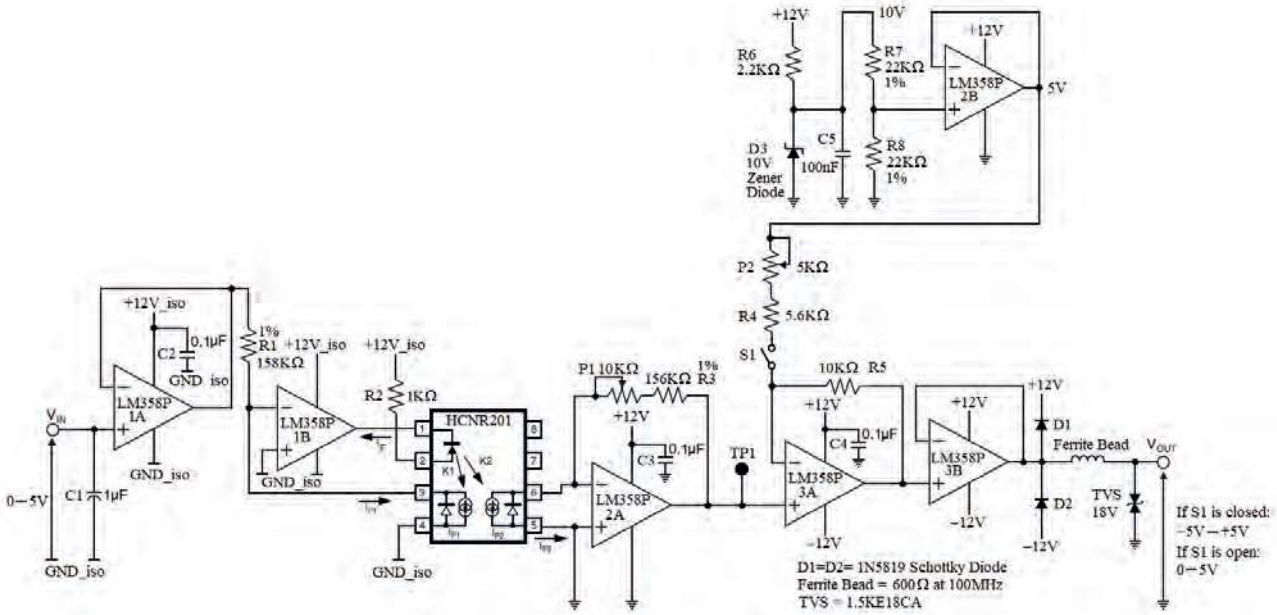 +12V
10V
R6
2.2KΩ
R7
22KΩ
1%
+12V
LM358P
2B
5V
D3
10V
Zener
Diode
C5
100nF
R8
22KΩ
1%
P2
5KΩ
R4
5.6KΩ
S1
+12V_iso
0.1µF
C2
GND_iso
LM358P
1A
V_IN
GND_iso
C1
1µF
0—5V
GND_iso
1%
R1
158KΩ
+12V_iso
LM358P
1B
GND_iso
+12V_iso
R2
1KΩ
HCNR201
1
2
3
4
8
7
6
5
I_F
K1
K2
I_P1
I_P1
I_P2
I_P2
GND_iso
P1
10KΩ
156KΩ
1%
R3
+12V
0.1µF
C3
LM358P
2A
TP1
10KΩ
R5
+12V
0.1µF
C4
LM358P
3A
−12V
+12V
LM358P
3B
−12V
+12V
D1
Ferrite Bead
V_OUT
D2
−12V
TVS
18V
If S1 is closed:
−5V—+5V
If S1 is open:
0—5V
D1=D2= 1N5819 Schottky Diode
Ferrite Bead = 600Ω at 100MHz
TVS = 1.5KE18CA